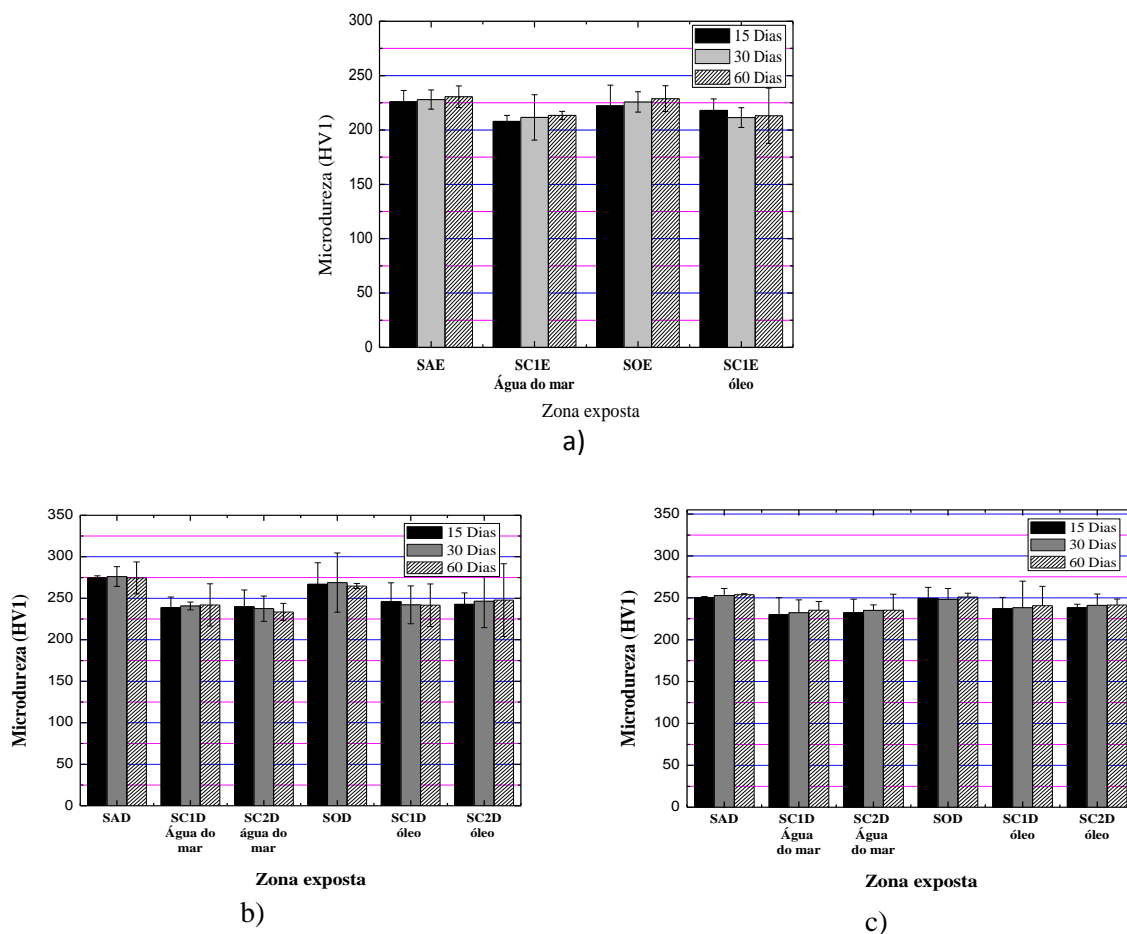 300
250
200
150
100
50
0
Microdureza (HV1)
15 Dias
30 Dias
60 Dias
SAE
SC1E
Água do mar
SOE
SC1E
óleo
Zona exposta
a)
350
300
250
200
150
100
50
0
Microdureza (HV1)
15 Dias
30 Dias
60 Dias
SAD
SC1D
Água do
mar
SC2D
água do
mar
SOD
SC1D
óleo
SC2D
óleo
Zona exposta
b)
350
300
250
200
150
100
50
0
Microdureza (HV1)
15 Dias
30 Dias
60 Dias
SAD
SC1D
Água
do mar
SC2D
Água
do mar
SOD
SC1D
óleo
SC2D
óleo
Zona exposta
c)